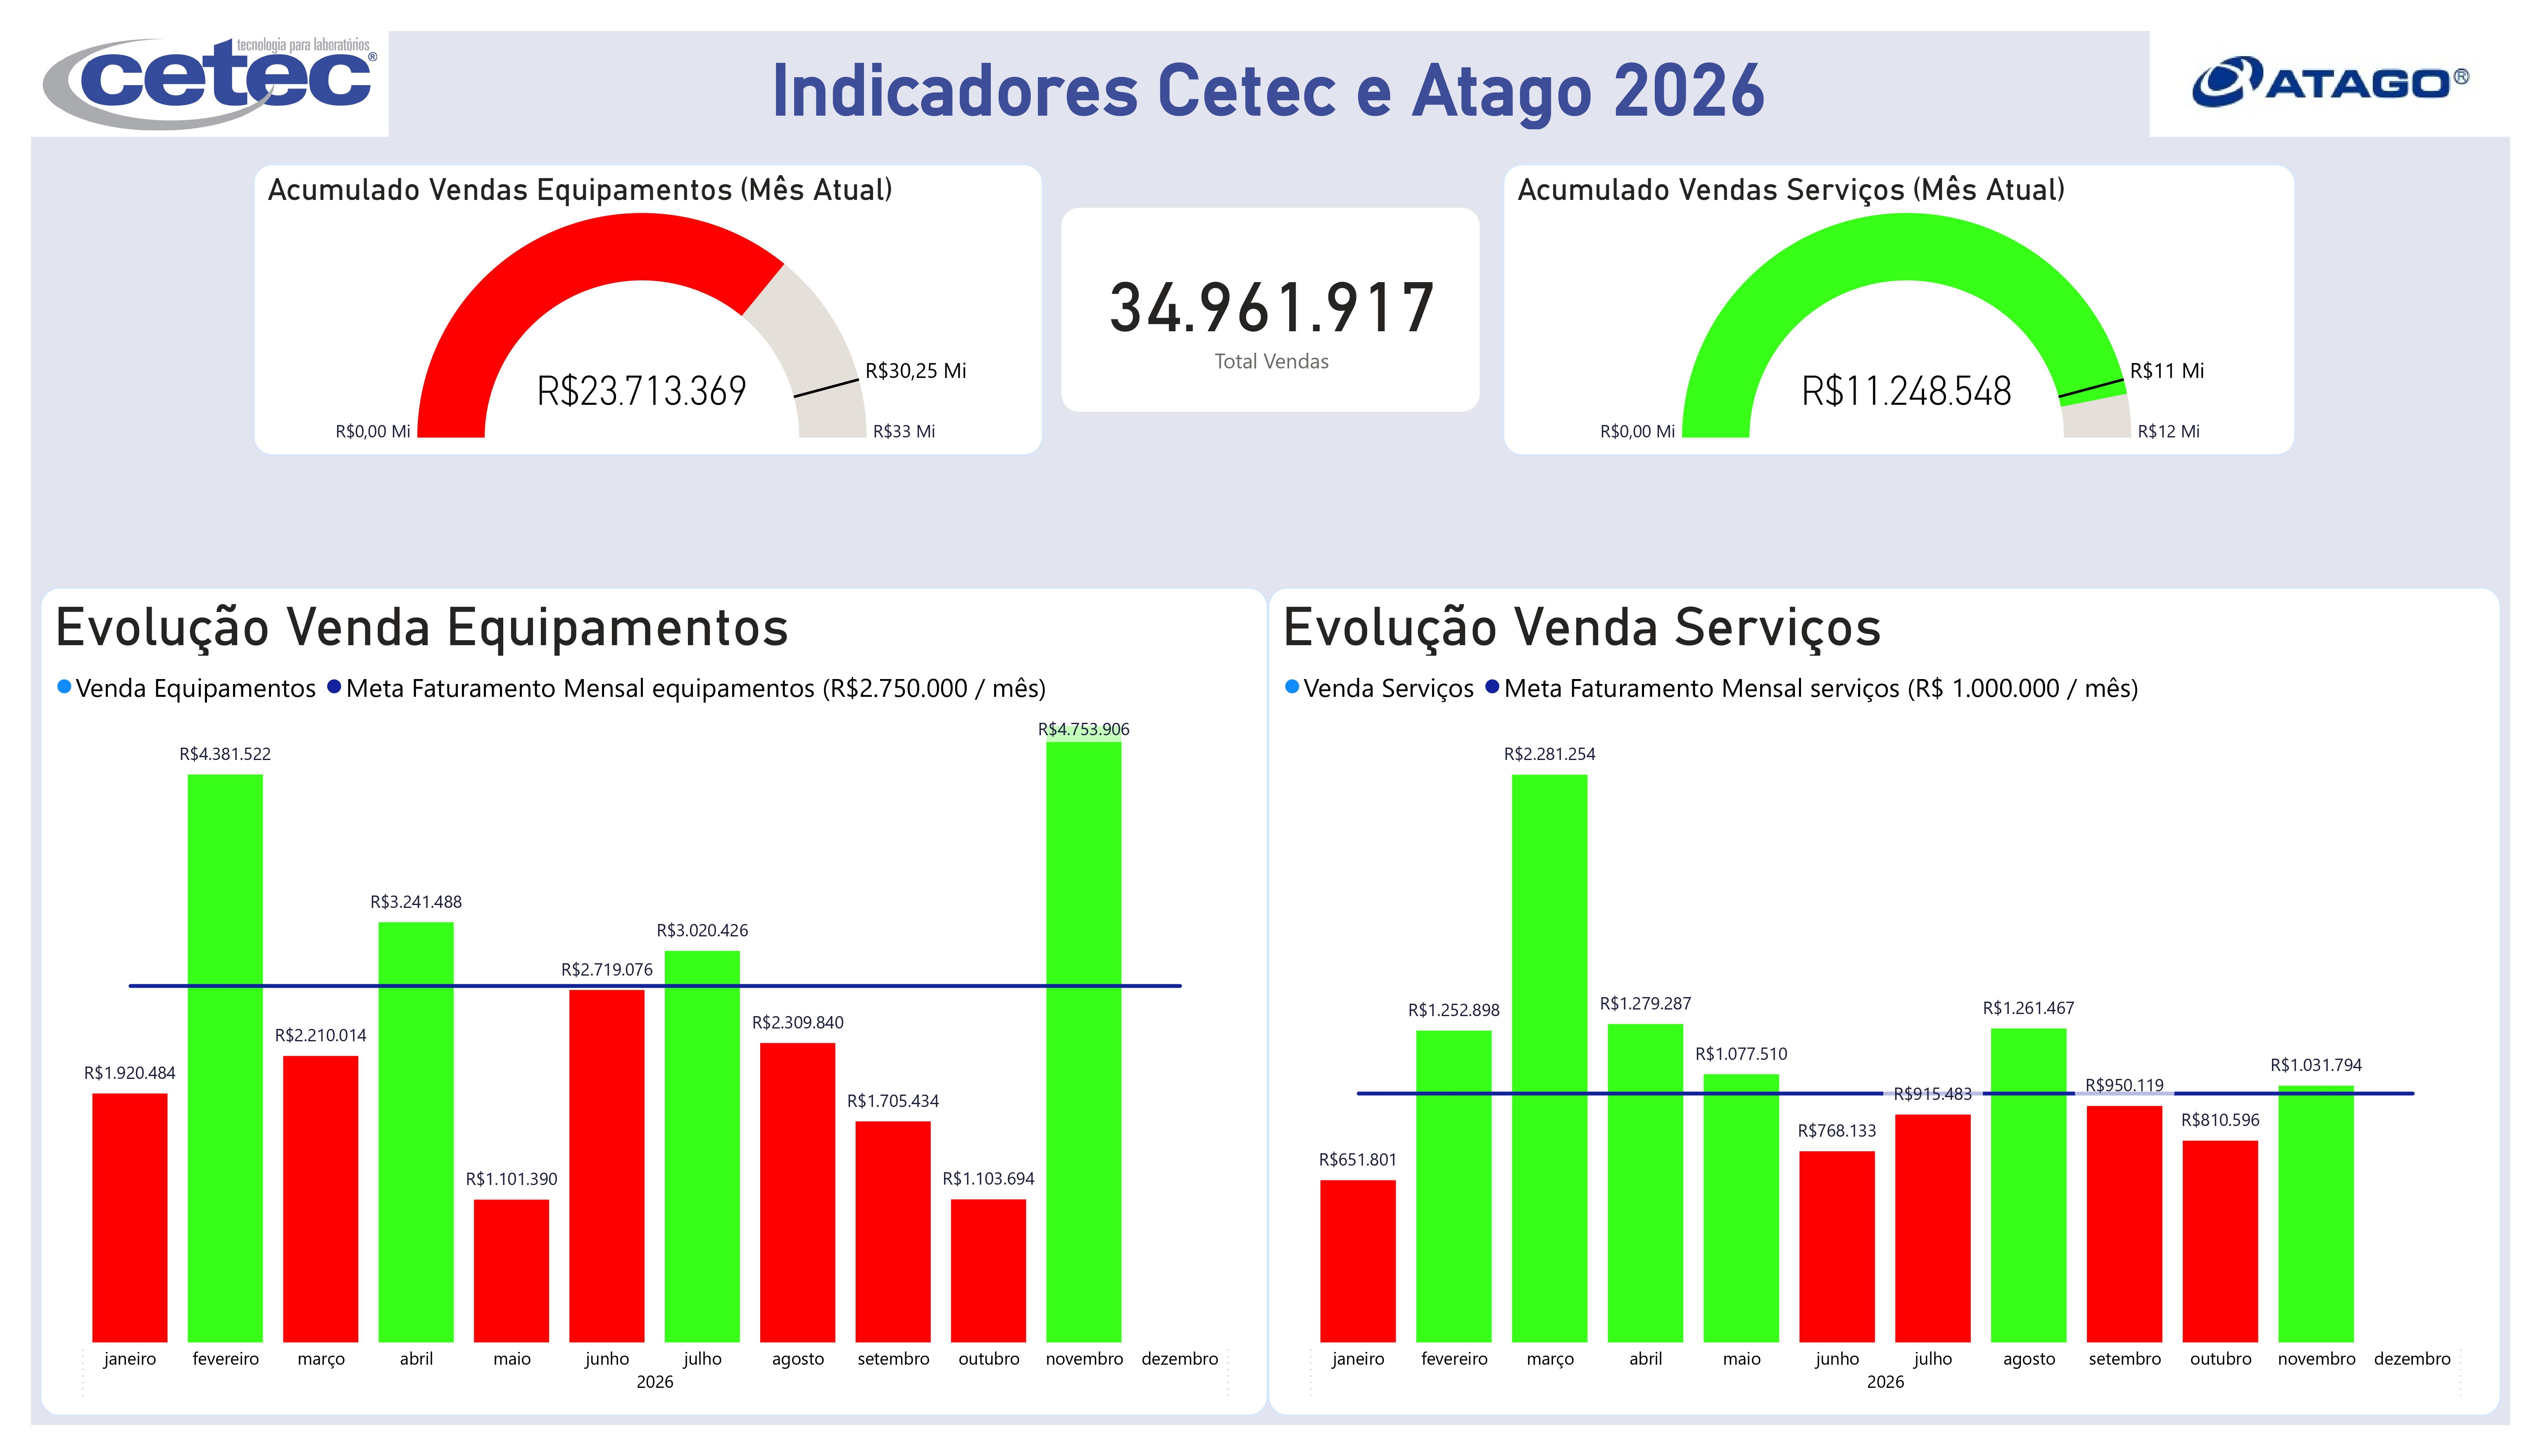 tecnologia para laboratórios
cetec®
Indicadores Cetec e Atago 2026
ATAGO®
Acumulado Vendas Equipamentos (Mês Atual)
R$23.713.369
R$30,25 Mi
R$0,00 Mi
R$33 Mi
34.961.917
Total Vendas
Acumulado Vendas Serviços (Mês Atual)
R$11.248.548
R$11 Mi
R$0,00 Mi
R$12 Mi
Evolução Venda Equipamentos
Venda Equipamentos Meta Faturamento Mensal equipamentos (R$2.750.000 / mês)
R$1.920.484
R$4.381.522
R$2.210.014
R$3.241.488
R$1.101.390
R$2.719.076
R$3.020.426
R$2.309.840
R$1.705.434
R$1.103.694
R$4.753.906
janeiro fevereiro março abril maio junho julho agosto setembro outubro novembro dezembro
2026
Evolução Venda Serviços
Venda Serviços Meta Faturamento Mensal serviços (R$ 1.000.000 / mês)
R$651.801
R$1.252.898
R$2.281.254
R$1.279.287
R$1.077.510
R$768.133
R$915.483
R$1.261.467
R$950.119
R$810.596
R$1.031.794
janeiro fevereiro março abril maio junho julho agosto setembro outubro novembro dezembro
2026